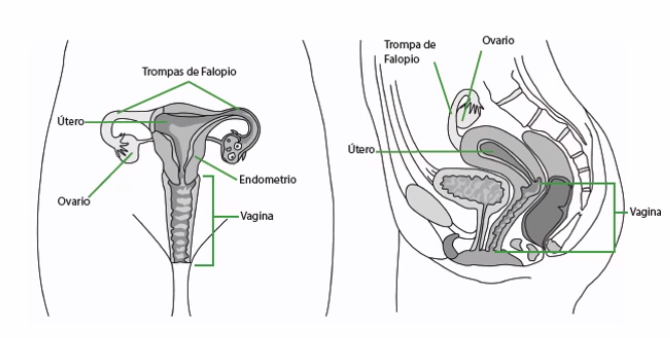 Trompas de Falopio
Útero
Ovario
Endometrio
Vagina
Trompa de
Falopio
Ovario
Útero
Vagina